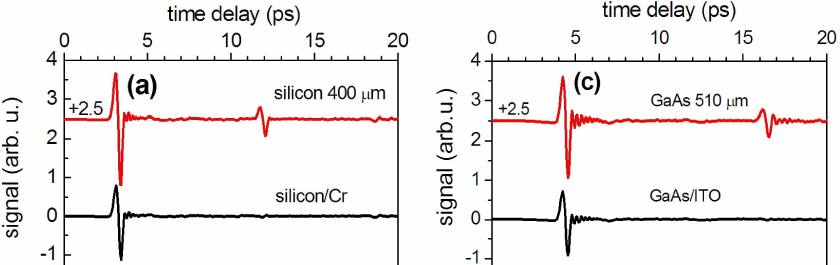 time delay (ps)
0 5 10 15 20
4
3
2
1
0
-1
signal (arb. u.)
(a)
silicon 400 μm
+2.5
silicon/Cr
time delay (ps)
0 5 10 15 20
4
3
2
1
0
-1
signal (arb. u.)
(c)
GaAs 510 μm
+2.5
GaAs/ITO